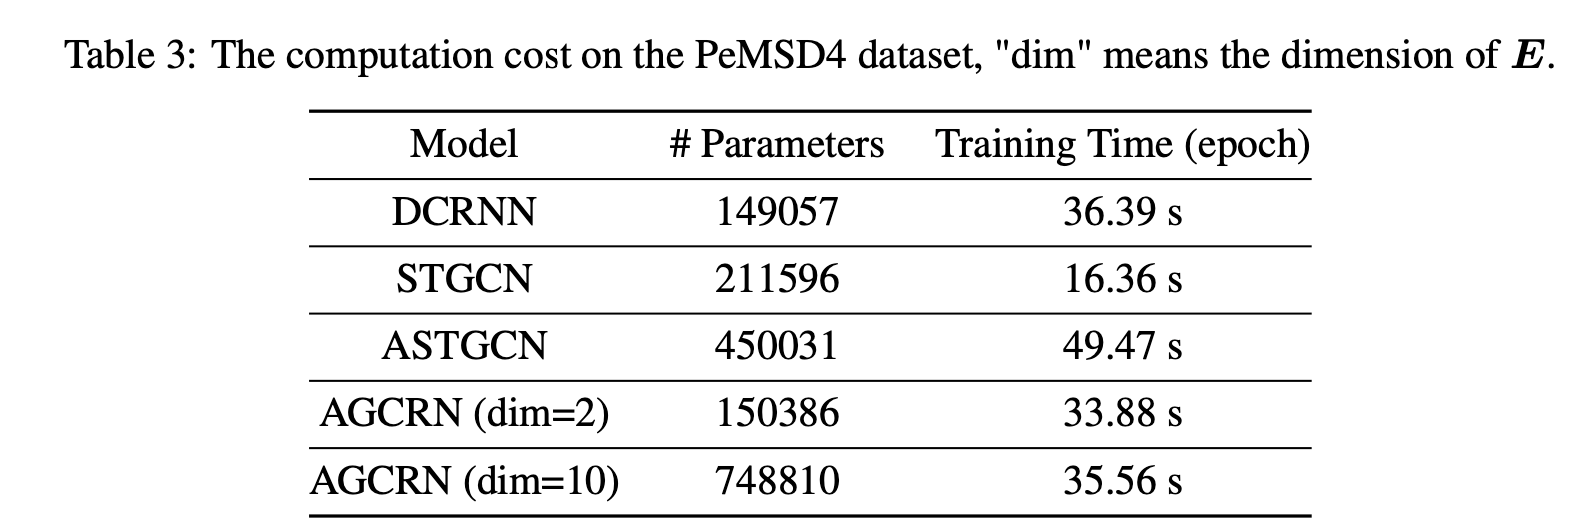 Table 3: The computation cost on the PeMSD4 dataset, "dim" means the dimension of E.
Model # Parameters Training Time (epoch)
DCRNN 149057 36.39 s
STGCN 211596 16.36 s
ASTGCN 450031 49.47 s
AGCRN (dim=2) 150386 33.88 s
AGCRN (dim=10) 748810 35.56 s